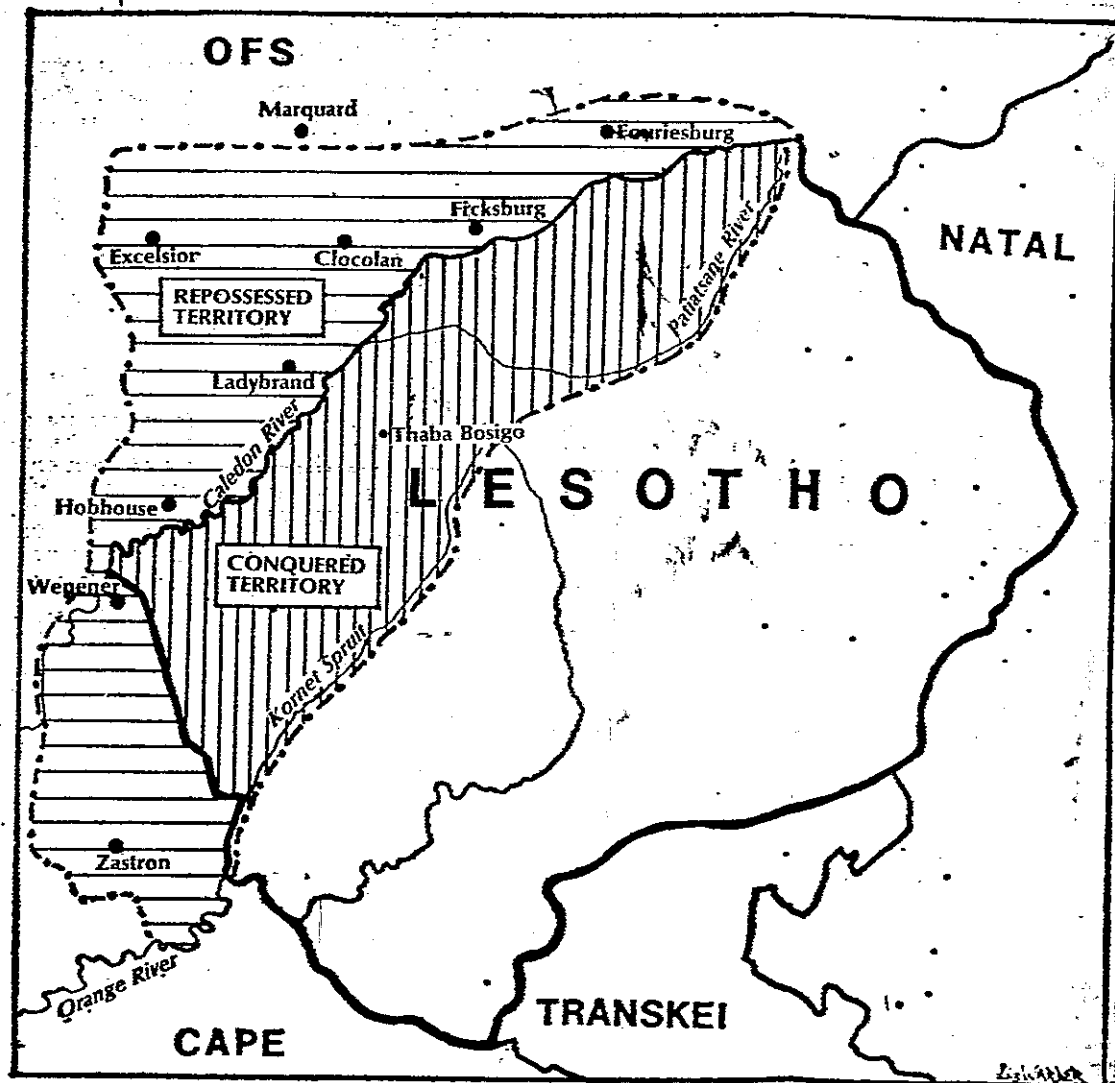 OFS
Marquard
Fouriesburg
Ficksburg
NATAL
Excelsior
Clocolan
REPOSSESSED
TERRITORY
Ladybrand
Caledon River
Thaba Bosigo
LESOTHO
Hobhouse
CONQUERED
TERRITORY
Wepener
Kornet Spruit
Zastron
Orange River
TRANSKEI
CAPE